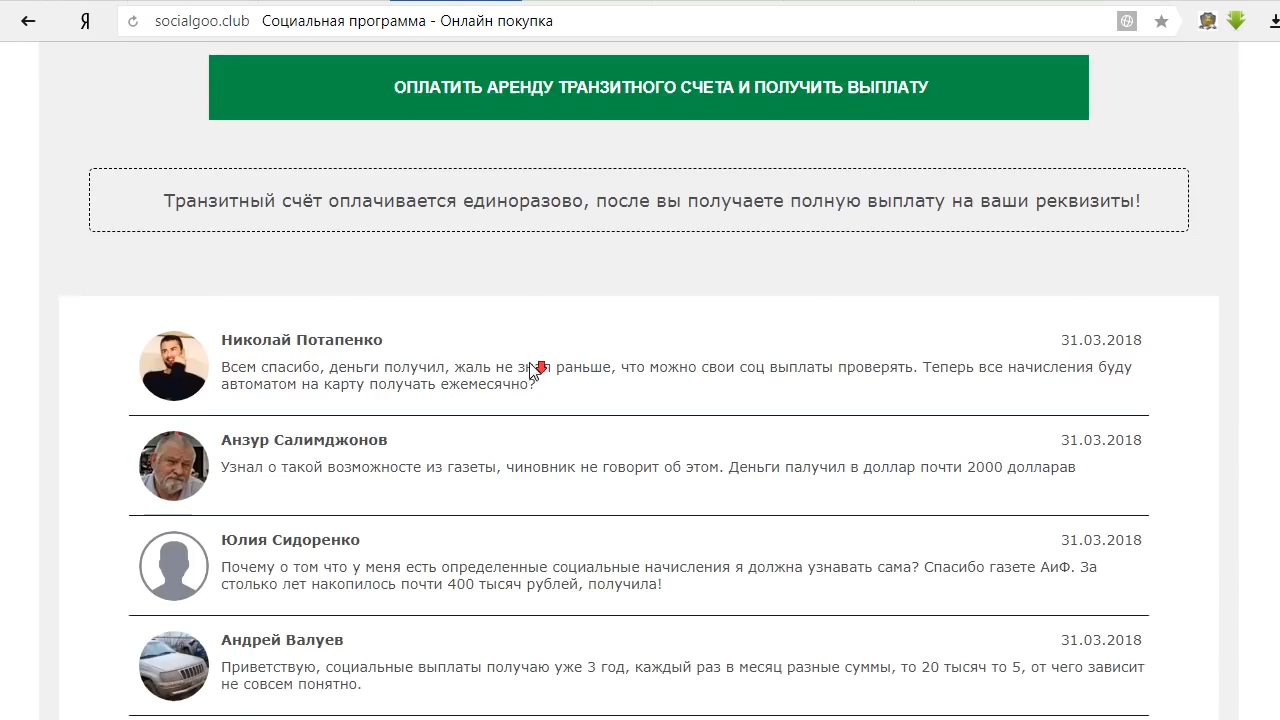 Я socialgoo.club Социальная программа - Онлайн покупка
ОПЛАТИТЬ АРЕНДУ ТРАНЗИТНОГО СЧЕТА И ПОЛУЧИТЬ ВЫПЛАТУ
Транзитный счёт оплачивается единоразово, после вы получаете полную выплату на ваши реквизиты!
Николай Потапенко 31.03.2018
Всем спасибо, деньги получил, жаль не знал раньше, что можно свои соц выплаты проверять. Теперь все начисления буду
автоматом на карту получать ежемесячно?
Анзур Салимджонов 31.03.2018
Узнал о такой возможносте из газеты, чиновник не говорит об этом. Деньги палучил в доллар почти 2000 долларав
Юлия Сидоренко 31.03.2018
Почему о том что у меня есть определенные социальные начисления я должна узнавать сама? Спасибо газете АиФ. За
столько лет накопилось почти 400 тысяч рублей, получила!
Андрей Валуев 31.03.2018
Приветствую, социальные выплаты получаю уже 3 год, каждый раз в месяц разные суммы, то 20 тысяч то 5, от чего зависит
не совсем понятно.